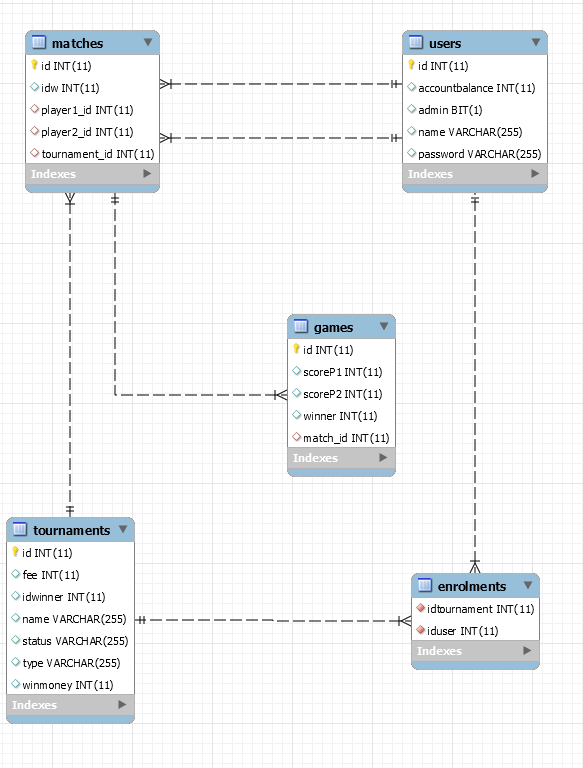 matches
id INT(11)
idw INT(11)
player1_id INT(11)
player2_id INT(11)
tournament_id INT(11)
Indexes
users
id INT(11)
accountbalance INT(11)
admin BIT(1)
name VARCHAR(255)
password VARCHAR(255)
Indexes
games
id INT(11)
scoreP1 INT(11)
scoreP2 INT(11)
winner INT(11)
match_id INT(11)
Indexes
tournaments
id INT(11)
fee INT(11)
idwinner INT(11)
name VARCHAR(255)
status VARCHAR(255)
type VARCHAR(255)
winmoney INT(11)
Indexes
enrolments
idtournament INT(11)
iduser INT(11)
Indexes